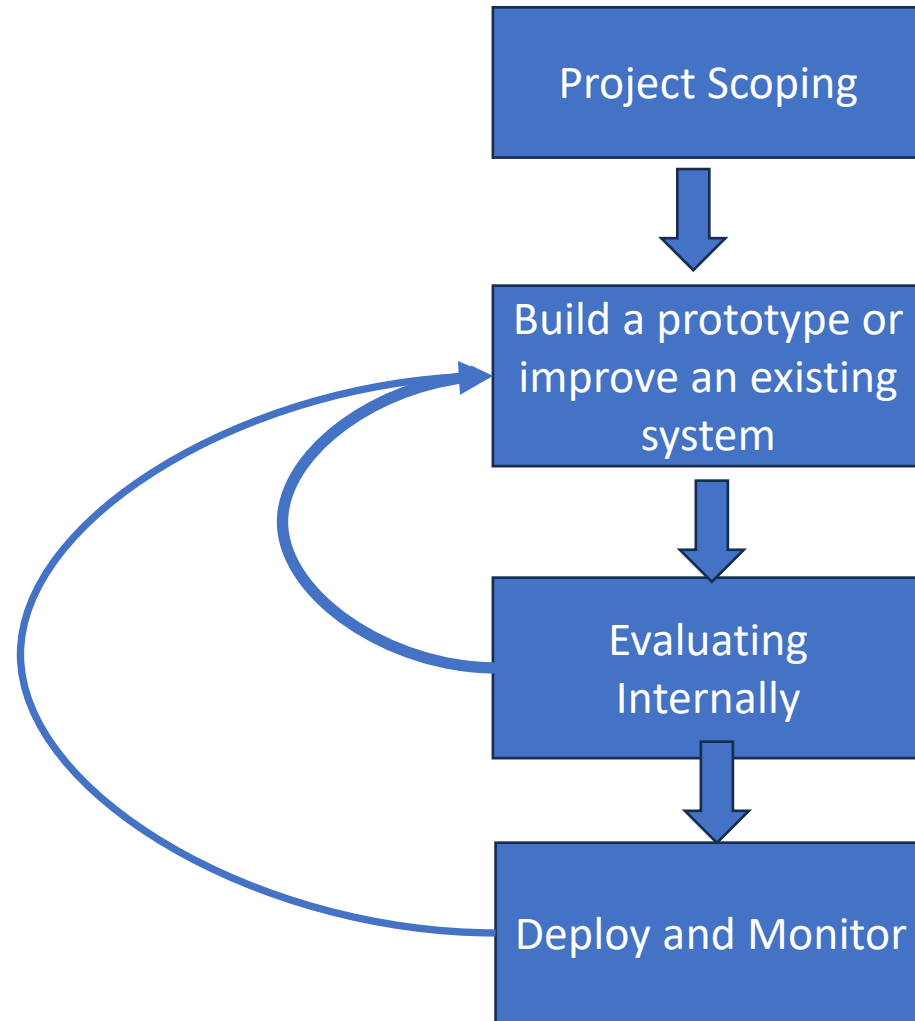 Project Scoping
Build a prototype or
improve an existing
system
Evaluating
Internally
Deploy and Monitor